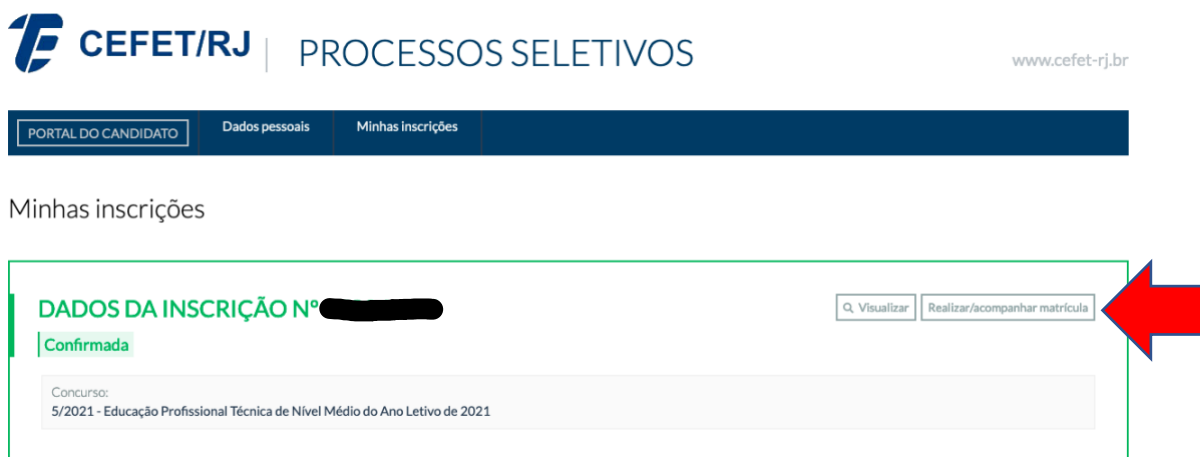 CEFET/RJ
PROCESSOS SELETIVOS
www.cefet-rj.br
PORTAL DO CANDIDATO
Dados pessoais
Minhas inscrições
Minhas inscrições
DADOS DA INSCRIÇÃO Nº
Visualizar
Realizar/acompanhar matrícula
Confirmada
Concurso:
5/2021 - Educação Profissional Técnica de Nível Médio do Ano Letivo de 2021